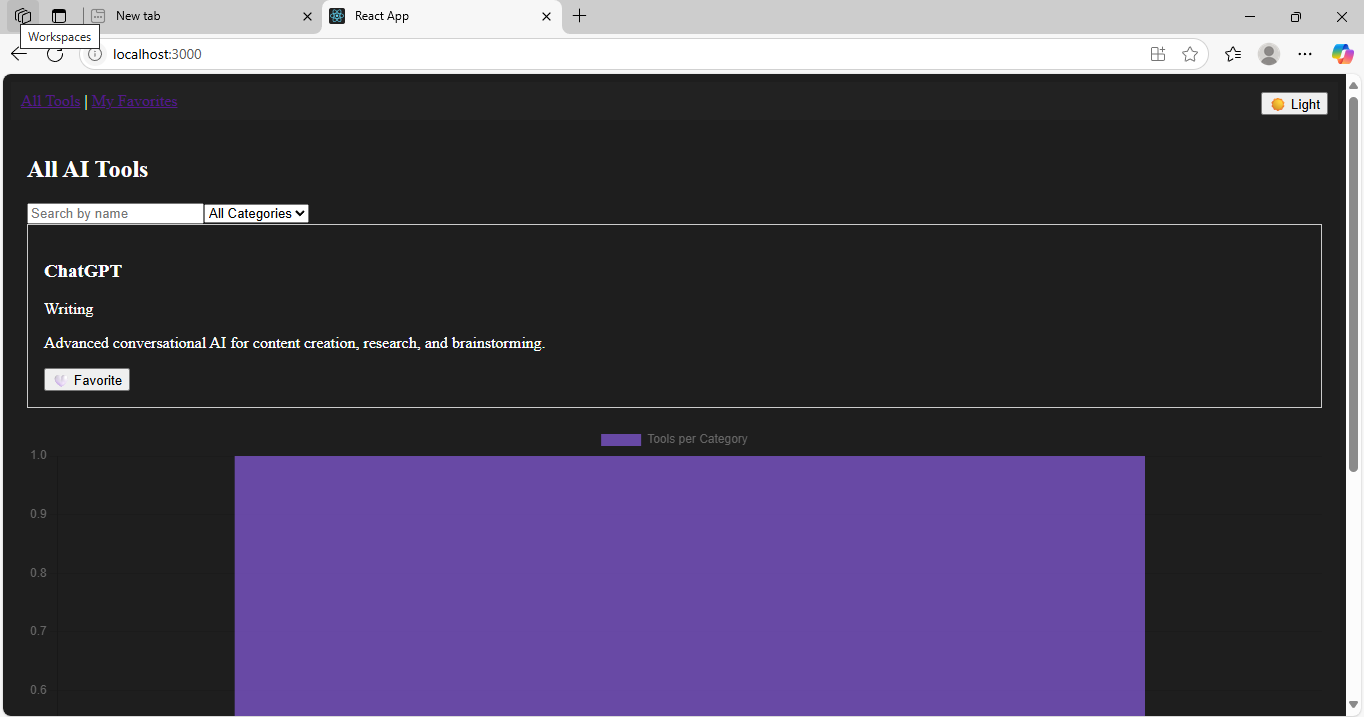 New tab
React App
Workspaces
localhost:3000
All Tools | My Favorites
Light
All AI Tools
Search by name
All Categories
ChatGPT
Writing
Advanced conversational AI for content creation, research, and brainstorming.
Favorite
Tools per Category
1.0
0.9
0.8
0.7
0.6